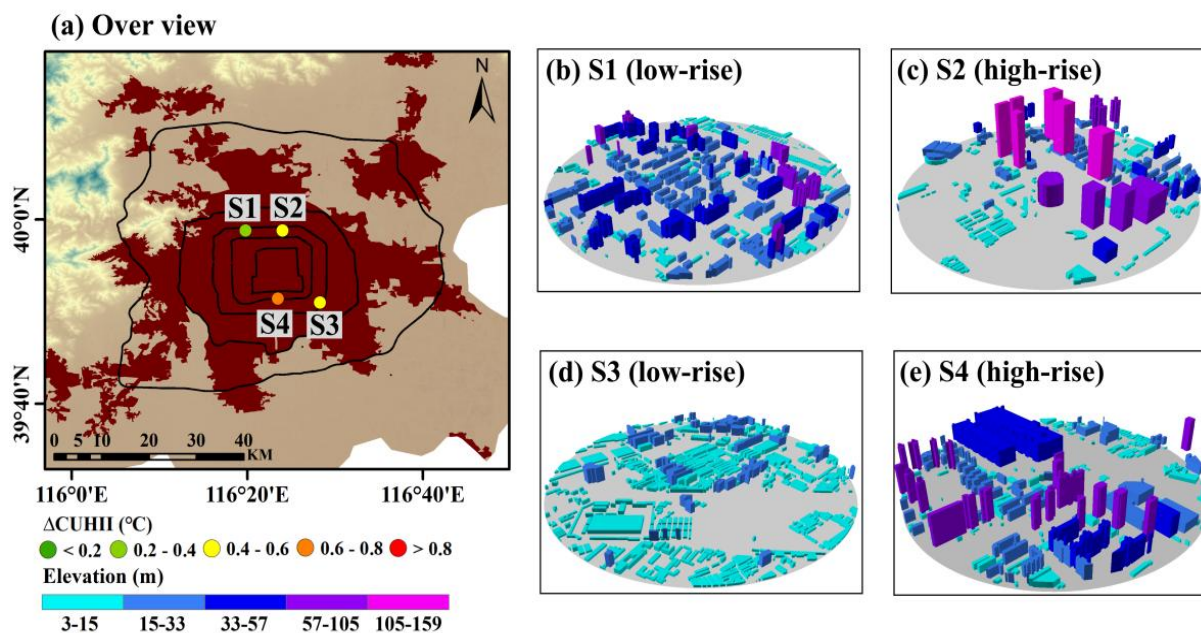 (a) Over view
N
S1 S2
S4 S3
40°0'N
39°40'N
0 5 10 20 30 40
KM
116°0'E 116°20'E 116°40'E
ΔCUHII (°C)
< 0.2 0.2 - 0.4 0.4 - 0.6 0.6 - 0.8 > 0.8
Elevation (m)
3-15 15-33 33-57 57-105 105-159
(b) S1 (low-rise)
(c) S2 (high-rise)
(d) S3 (low-rise)
(e) S4 (high-rise)